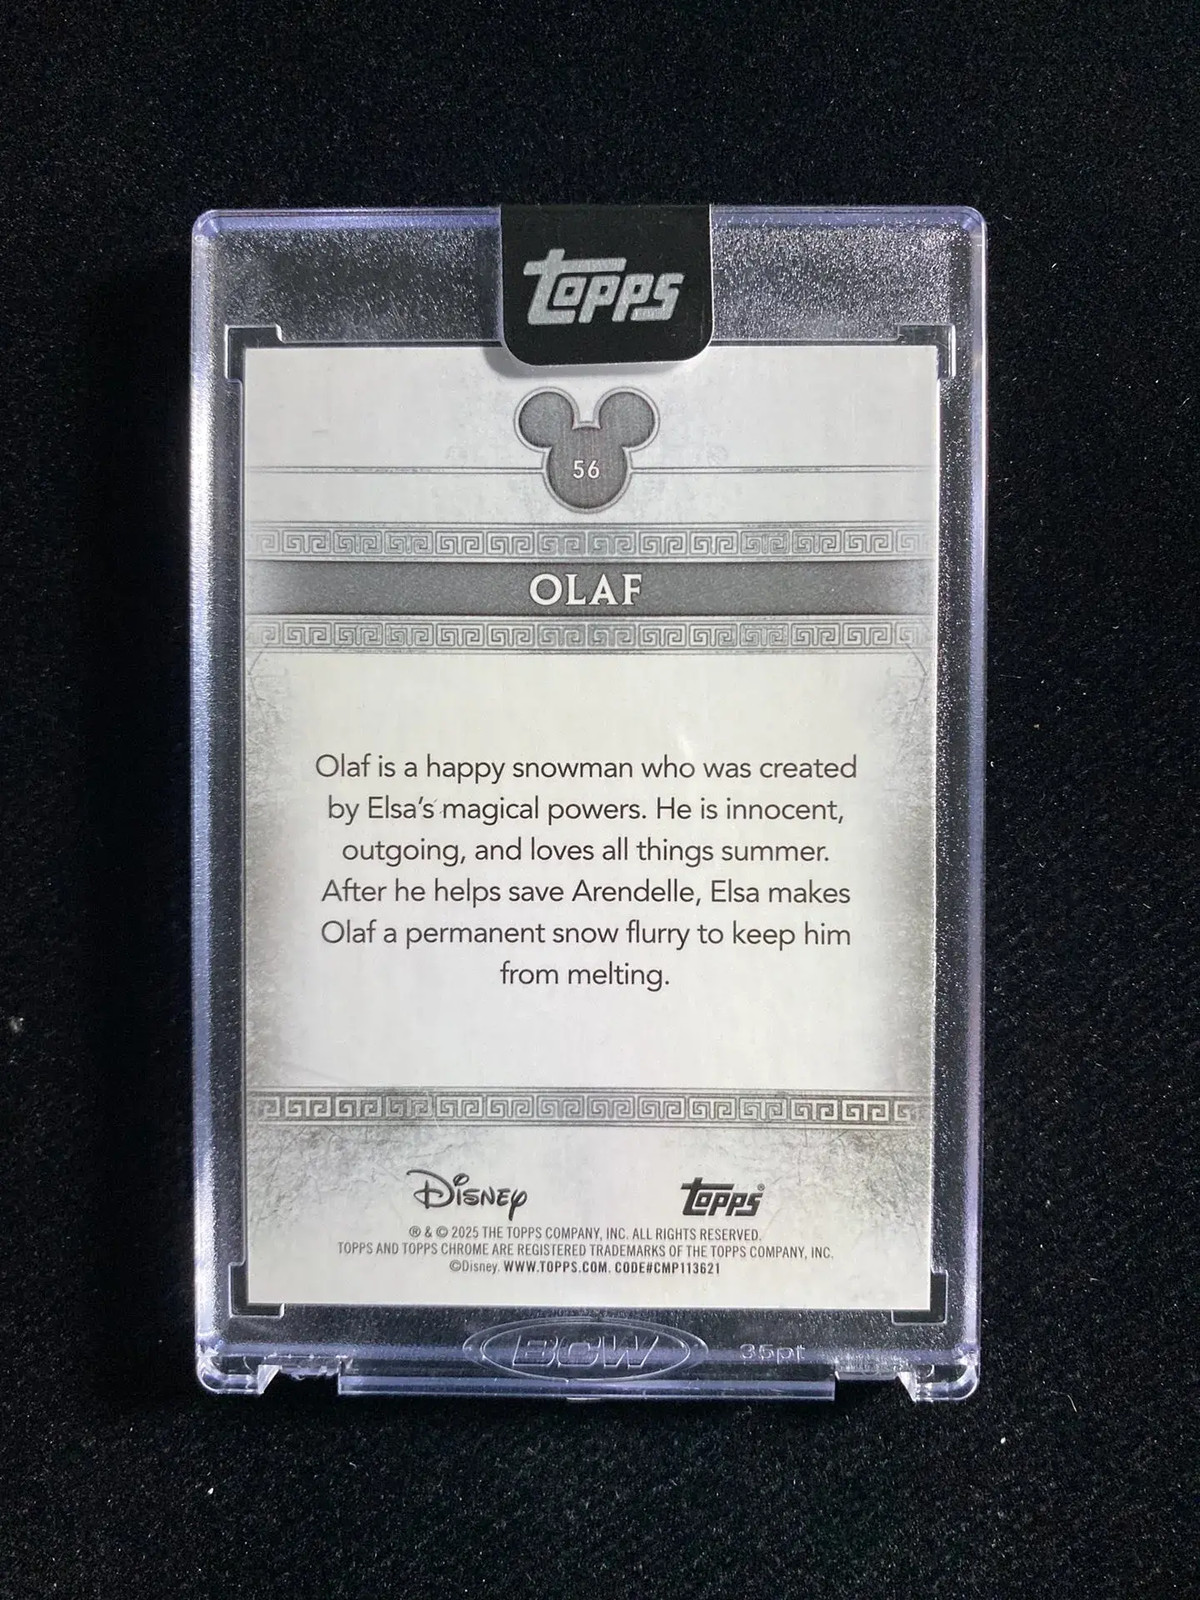 Topps
56
OLAF
Olaf is a happy snowman who was created
by Elsa's magical powers. He is innocent,
outgoing, and loves all things summer.
After he helps save Arendelle, Elsa makes
Olaf a permanent snow flurry to keep him
from melting.
Disney Topps®
® & © 2025 THE TOPPS COMPANY, INC. ALL RIGHTS RESERVED.
TOPPS AND TOPPS CHROME ARE REGISTERED TRADEMARKS OF THE TOPPS COMPANY, INC.
©Disney. WWW.TOPPS.COM. CODE#CMP113621
BCW 35pt